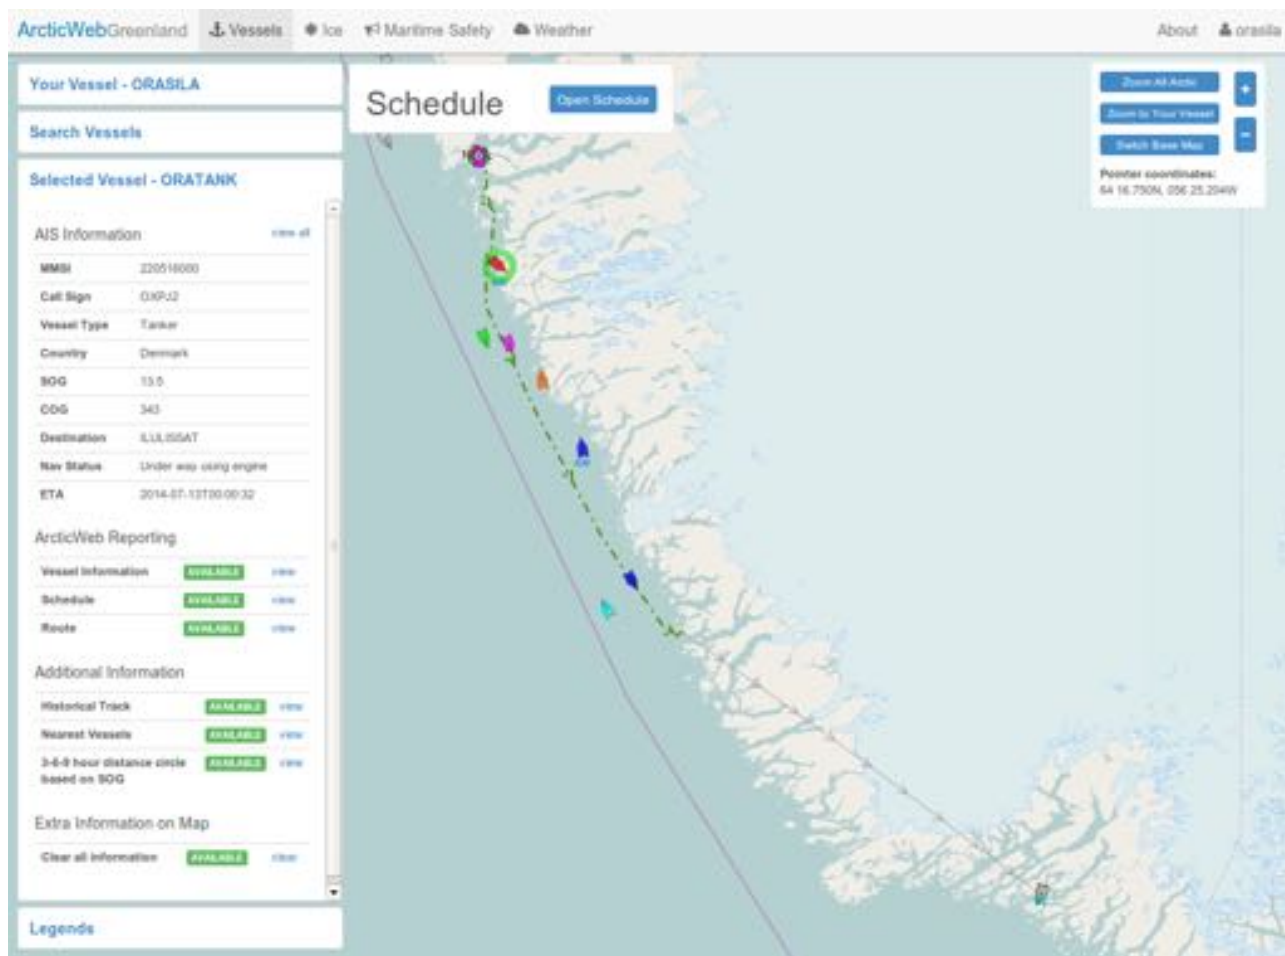 ArcticWebGreenland Vessels Ice Maritime Safety Weather About orasila
Your Vessel - ORASILA
Search Vessels
Selected Vessel - ORATANK
AIS Information view all
MMSI 220516000
Call Sign OXPJ2
Vessel Type Tanker
Country Denmark
SOG 13.5
COG 343
Destination ILULISSAT
Nav Status Under way using engine
ETA 2014-07-13T00:00:32
ArcticWeb Reporting
Vessel Information AVAILABLE view
Schedule AVAILABLE view
Route AVAILABLE view
Additional Information
Historical Track AVAILABLE view
Nearest Vessels AVAILABLE view
3-6-9 hour distance circle AVAILABLE view
based on SOG
Extra Information on Map
Clear all information AVAILABLE clear
Legends
Schedule Open Schedule
Zoom All Arctic +
Zoom to Your Vessel
Switch Base Map -
Pointer coordinates:
64 16.750N, 056 25.204W